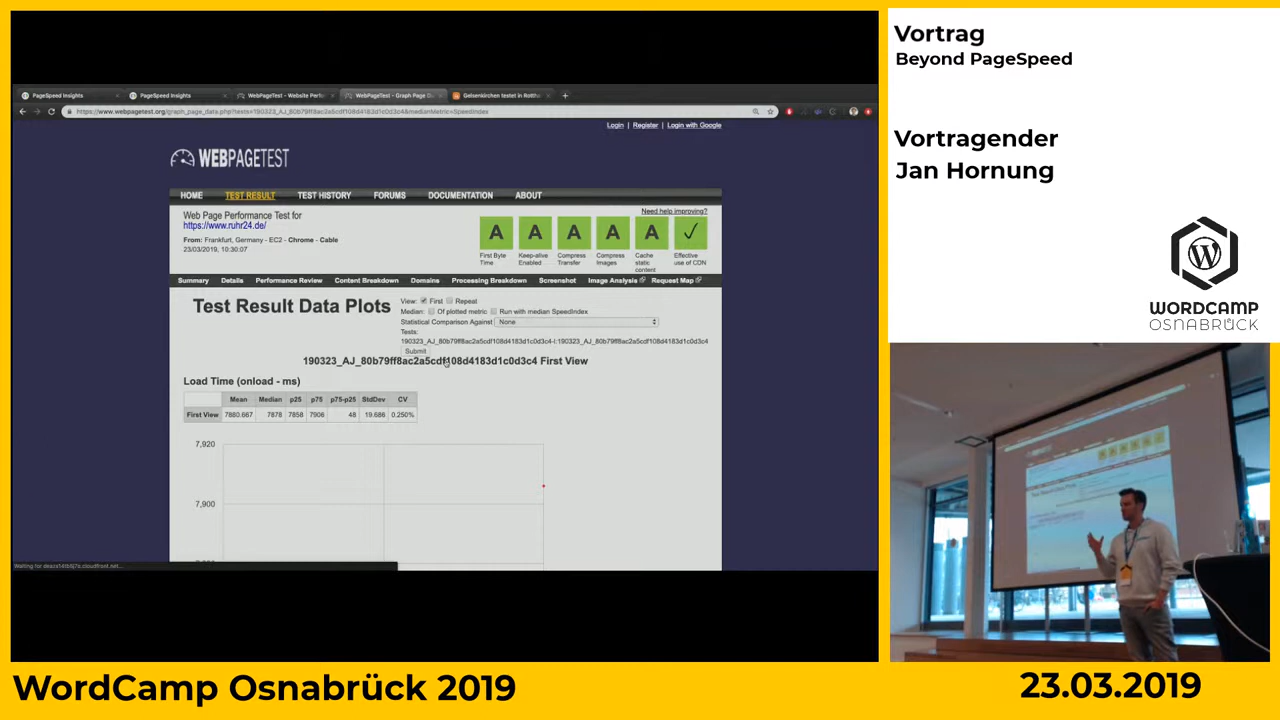 PageSpeed Insights
PageSpeed Insights
WebPageTest - Website Perfo
WebPageTest - Graph Page D
Gelsenkirchen testet in Rottha
Login | Register | Login with Google
WEBPAGETEST
HOME TEST RESULT TEST HISTORY FORUMS DOCUMENTATION ABOUT
Web Page Performance Test for
https://www.ruhr24.de/
From: Frankfurt, Germany - EC2 - Chrome - Cable
23/03/2019, 10:30:07
Need help improving?
A A A A A
First Byte Time
Keep-alive Enabled
Compress Transfer
Compress Images
Cache static content
Effective use of CDN
Summary Details Performance Review Content Breakdown Domains Processing Breakdown Screenshot Image Analysis Request Map
Test Result Data Plots
View: First Repeat
Median: Of plotted metric Run with median SpeedIndex
Statistical Comparison Against None
Tests:
190323_AJ_80b79ff8ac2a5cdf108d4183d1c0d3c4-l:190323_AJ_80b79ff8ac2a5cdf108d4183d1c0d3c4
Submit
190323_AJ_80b79ff8ac2a5cdf108d4183d1c0d3c4 First View
Load Time (onload - ms)
Mean Median p25 p75 p75-p25 StdDev CV
First View 7880.667 7878 7858 7906 48 19.686 0.250%
7,920
7,900
Vortrag
Beyond PageSpeed
Vortragender
Jan Hornung
WORDCAMP
OSNABRÜCK
WordCamp Osnabrück 2019
23.03.2019